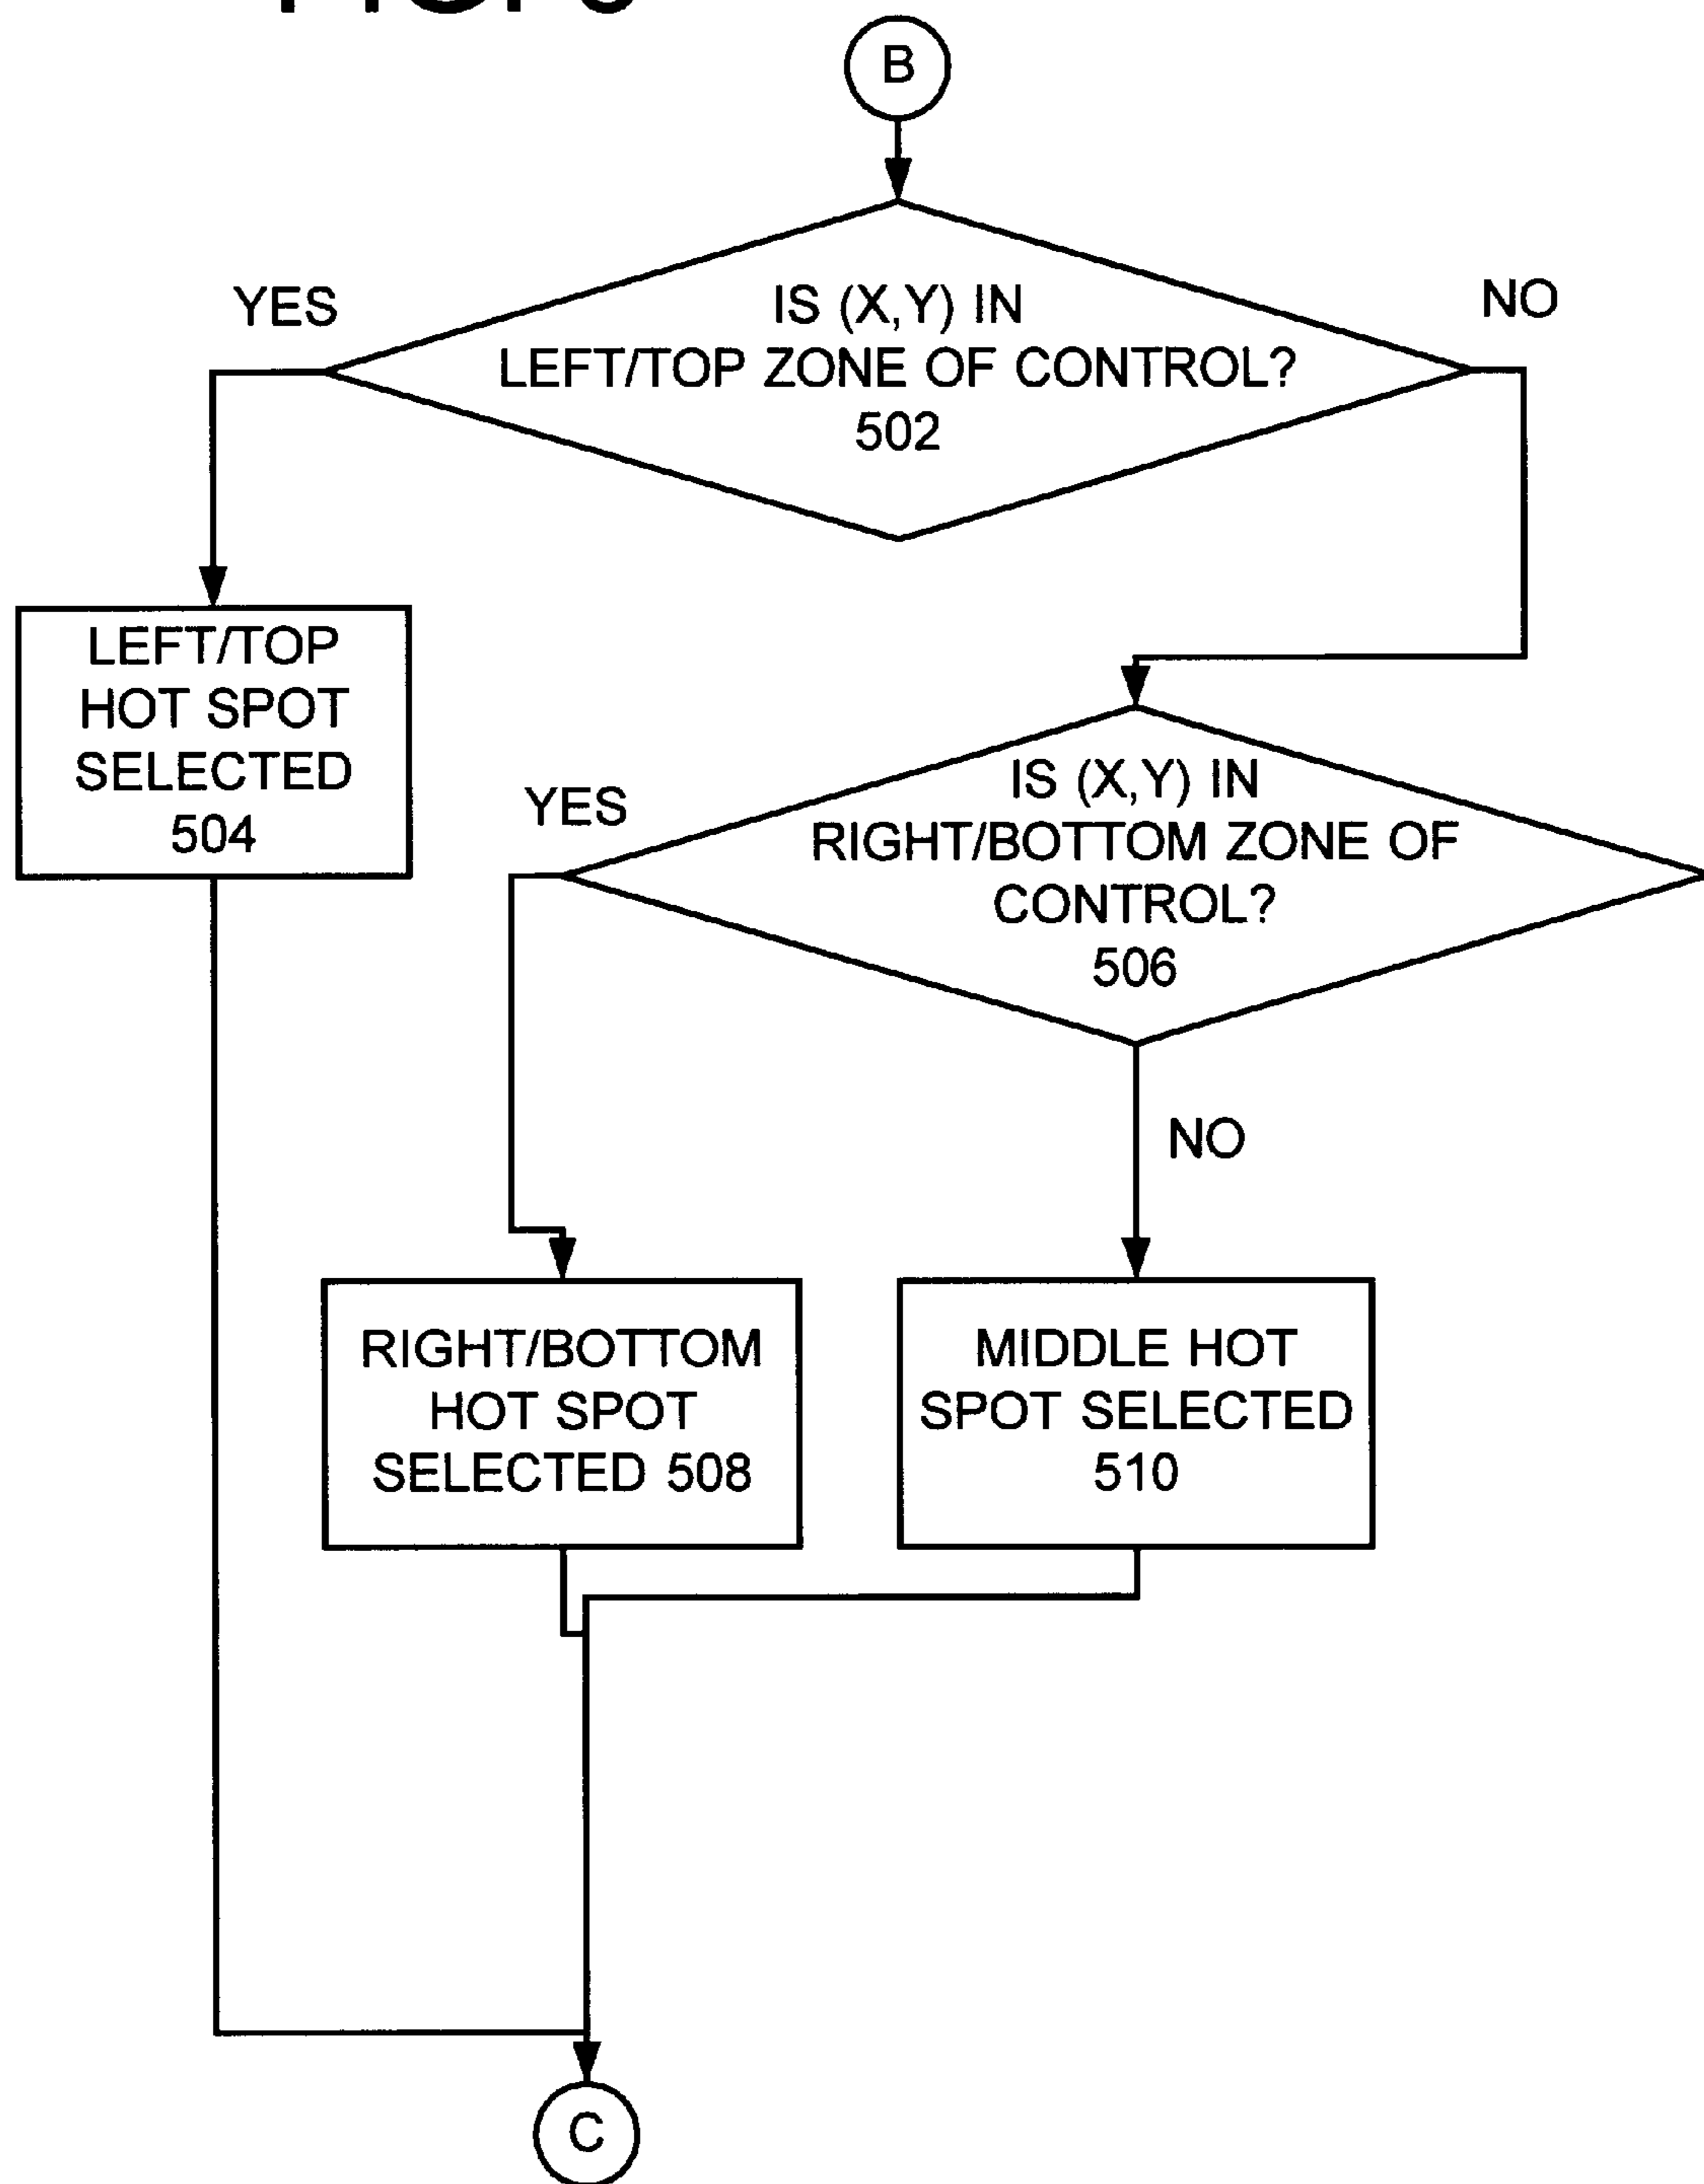 B
IS (X,Y) IN
LEFT/TOP ZONE OF CONTROL?
502
YES
NO
LEFT/TOP
HOT SPOT
SELECTED
504
IS (X,Y) IN
RIGHT/BOTTOM ZONE OF
CONTROL?
506
YES
NO
RIGHT/BOTTOM
HOT SPOT
SELECTED 508
MIDDLE HOT
SPOT SELECTED
510
C